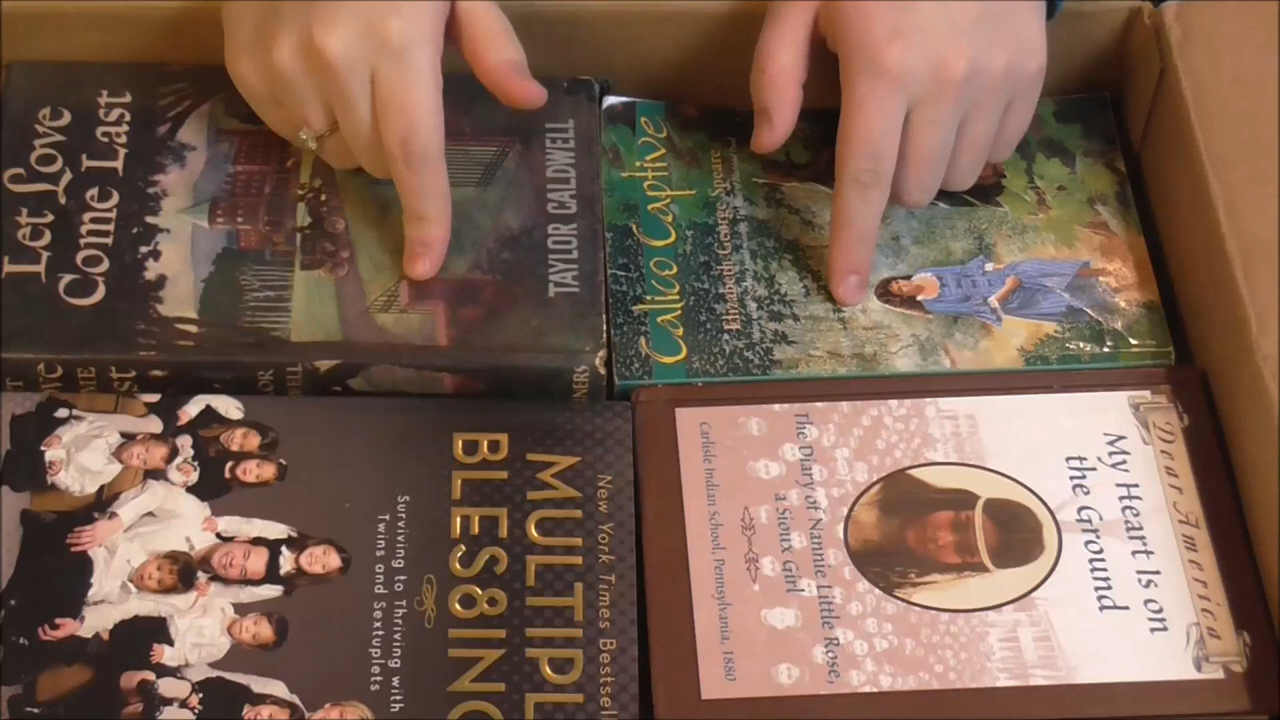 Let Love
Come Last
TAYLOR CALDWELL
Calico Captive
Elizabeth George Speare
New York Times Bestsel
MULTIPL
BLES8ING
Surviving to Thriving with
Twins and Sextuplets
Dear America
My Heart Is on
the Ground
The Diary of Nannie Little Rose,
a Sioux Girl
Carlisle Indian School, Pennsylvania, 1880